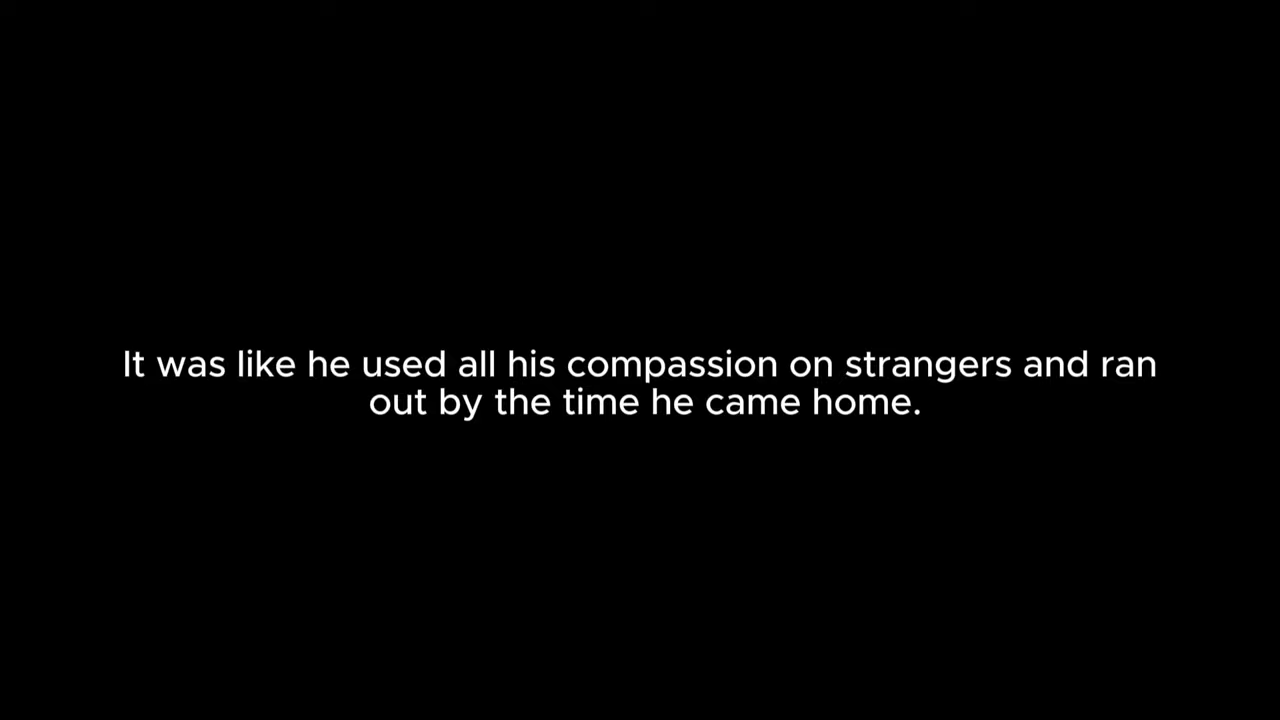 It was like he used all his compassion on strangers and ran
out by the time he came home.